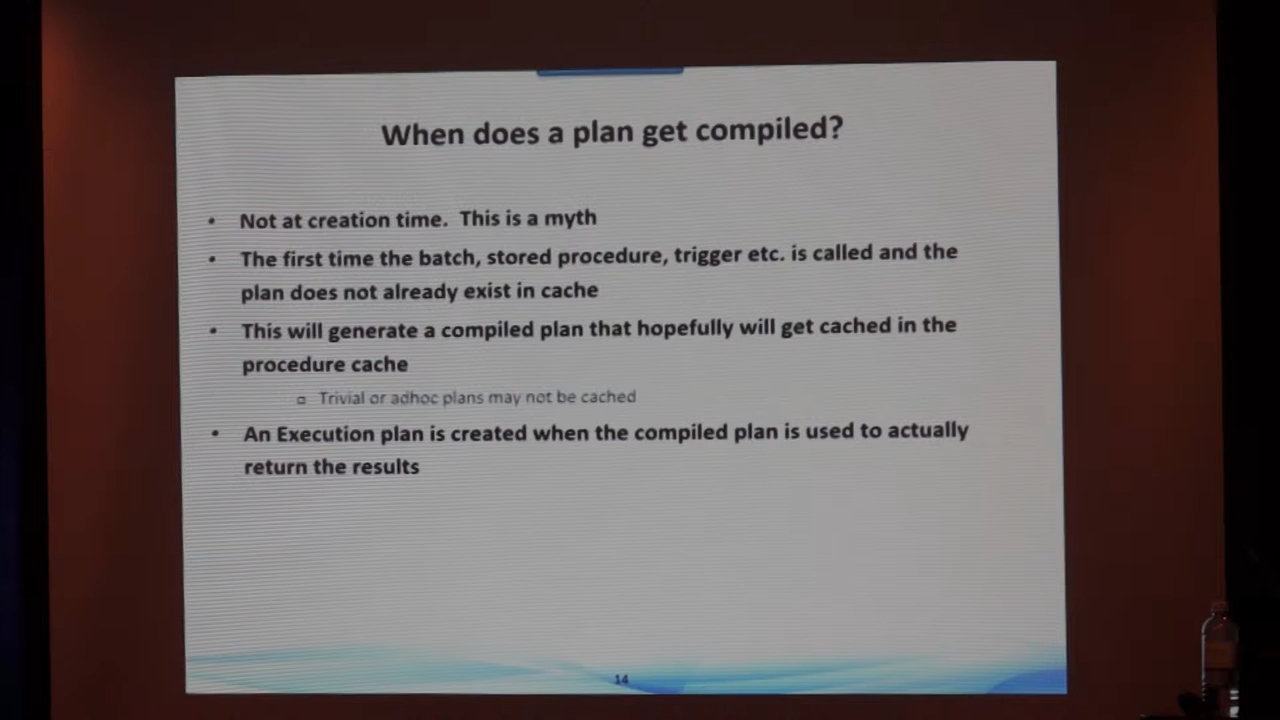 When does a plan get compiled?
• Not at creation time. This is a myth
• The first time the batch, stored procedure, trigger etc. is called and the
plan does not already exist in cache
• This will generate a compiled plan that hopefully will get cached in the
procedure cache
▫ Trivial or adhoc plans may not be cached
• An Execution plan is created when the compiled plan is used to actually
return the results
14